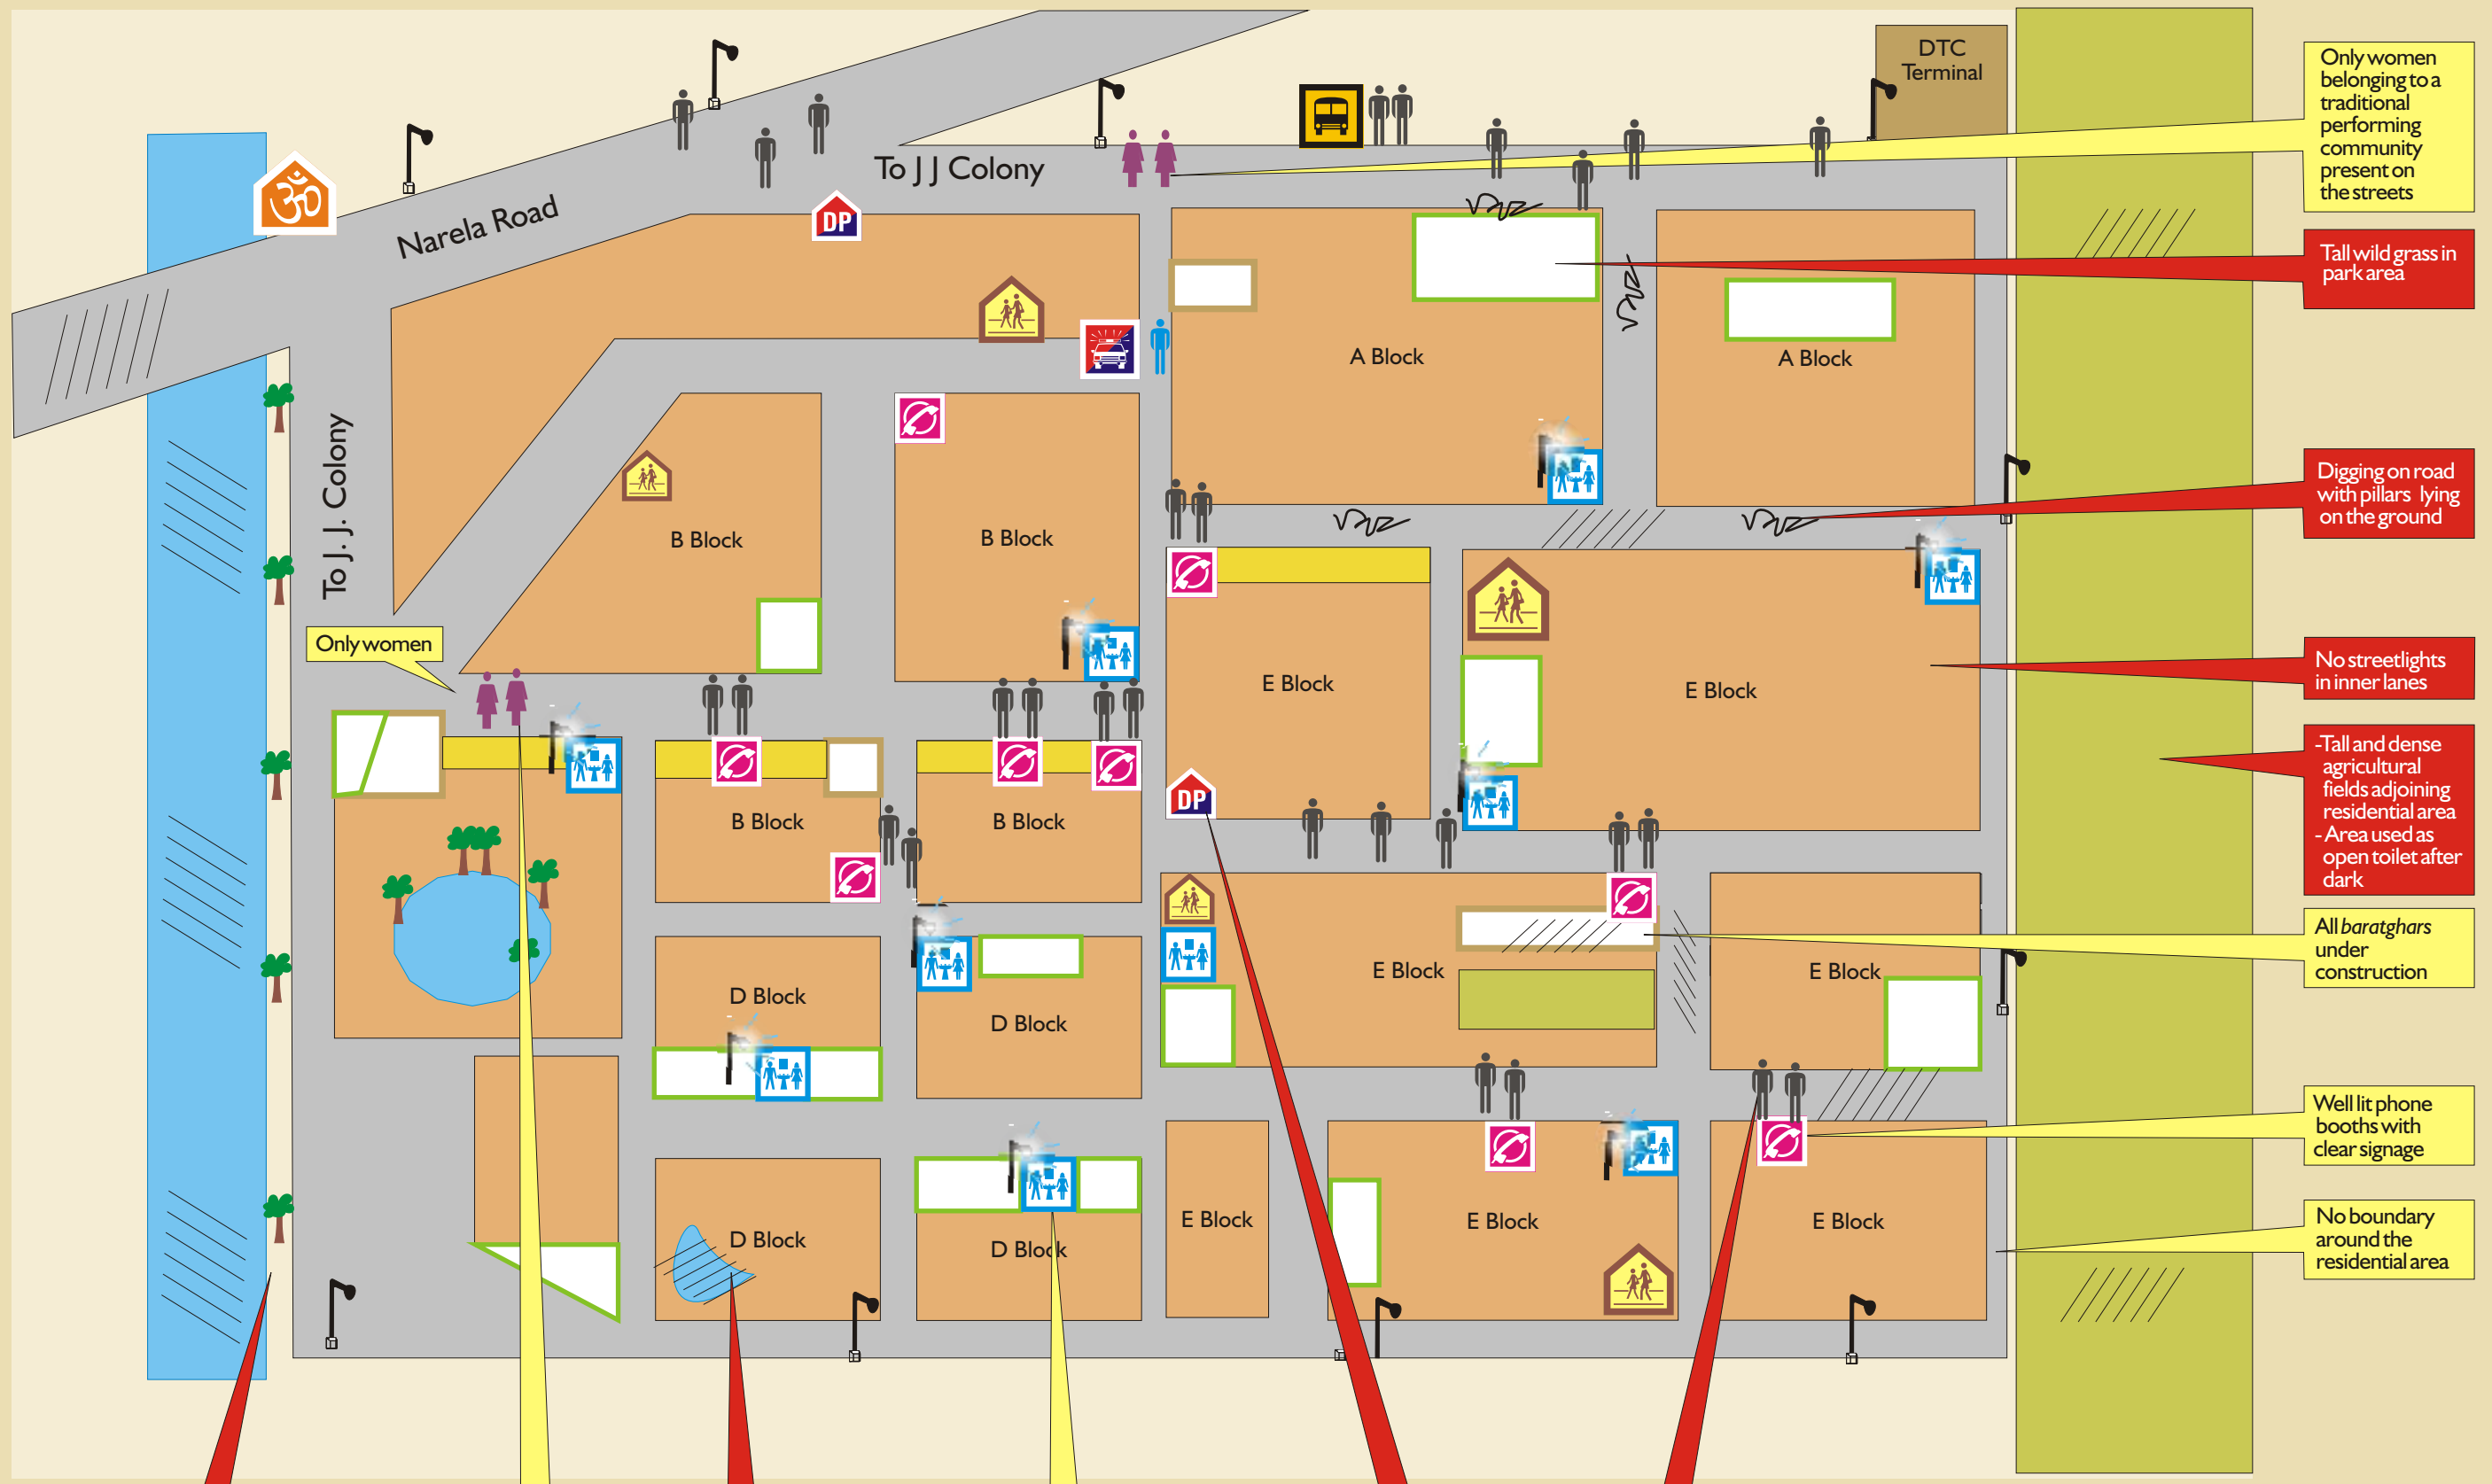 DTC
Terminal
Only women
belonging to a
traditional
performing
community
present on
the streets
To J J Colony
Narela Road
DP
ॐ
Tall wild grass in
park area
A Block
A Block
To J. J. Colony
Digging on road
with pillars lying
on the ground
B Block
B Block
Only women
E Block
E Block
No streetlights
in inner lanes
-Tall and dense
agricultural
fields adjoining
residential area
- Area used as
open toilet after
dark
DP
B Block
B Block
All baratghars
under
construction
E Block
E Block
D Block
D Block
Well lit phone
booths with
clear signage
E Block
E Block
E Block
D Block
D Block
No boundary
around the
residential area